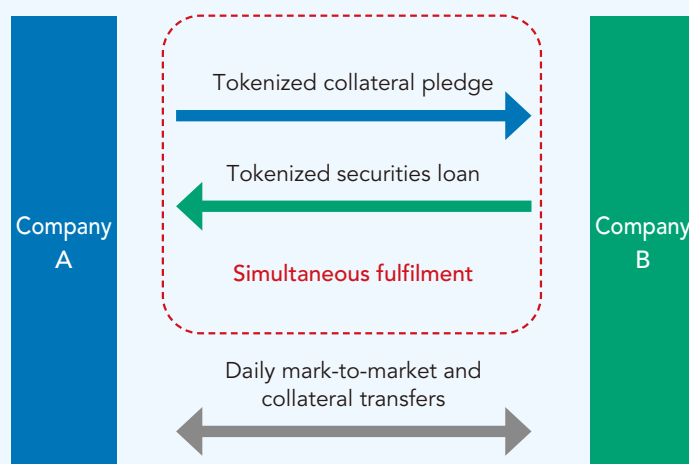 Tokenized collateral pledge
Tokenized securities loan
Company
A
Company
B
Simultaneous fulfilment
Daily mark-to-market and
collateral transfers